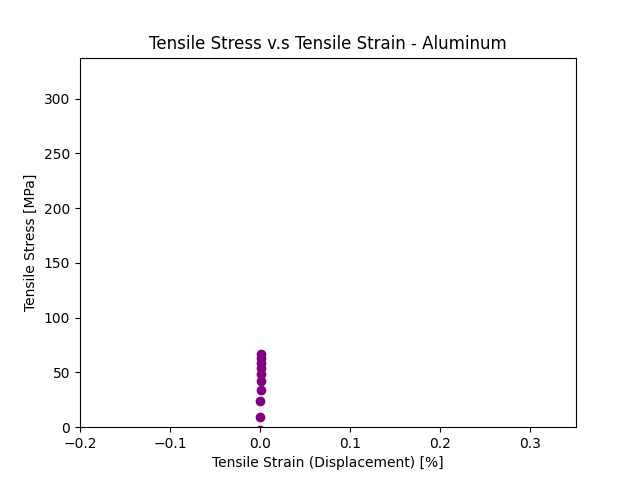 Tensile Stress v.s Tensile Strain - Aluminum
300
250
200
150
100
50
0
Tensile Stress [MPa]
−0.2 −0.1 0.0 0.1 0.2 0.3
Tensile Strain (Displacement) [%]